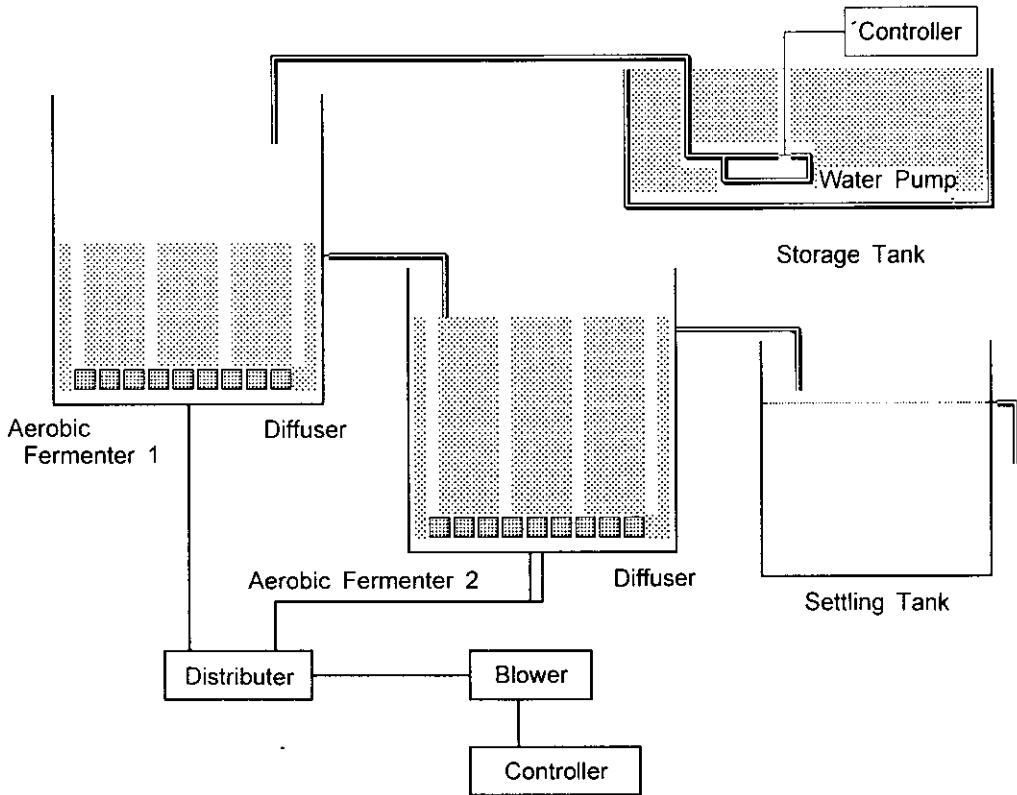 Controller
Water Pump
Storage Tank
Aerobic
Fermenter 1
Diffuser
Aerobic Fermenter 2
Diffuser
Settling Tank
Distributer
Blower
Controller